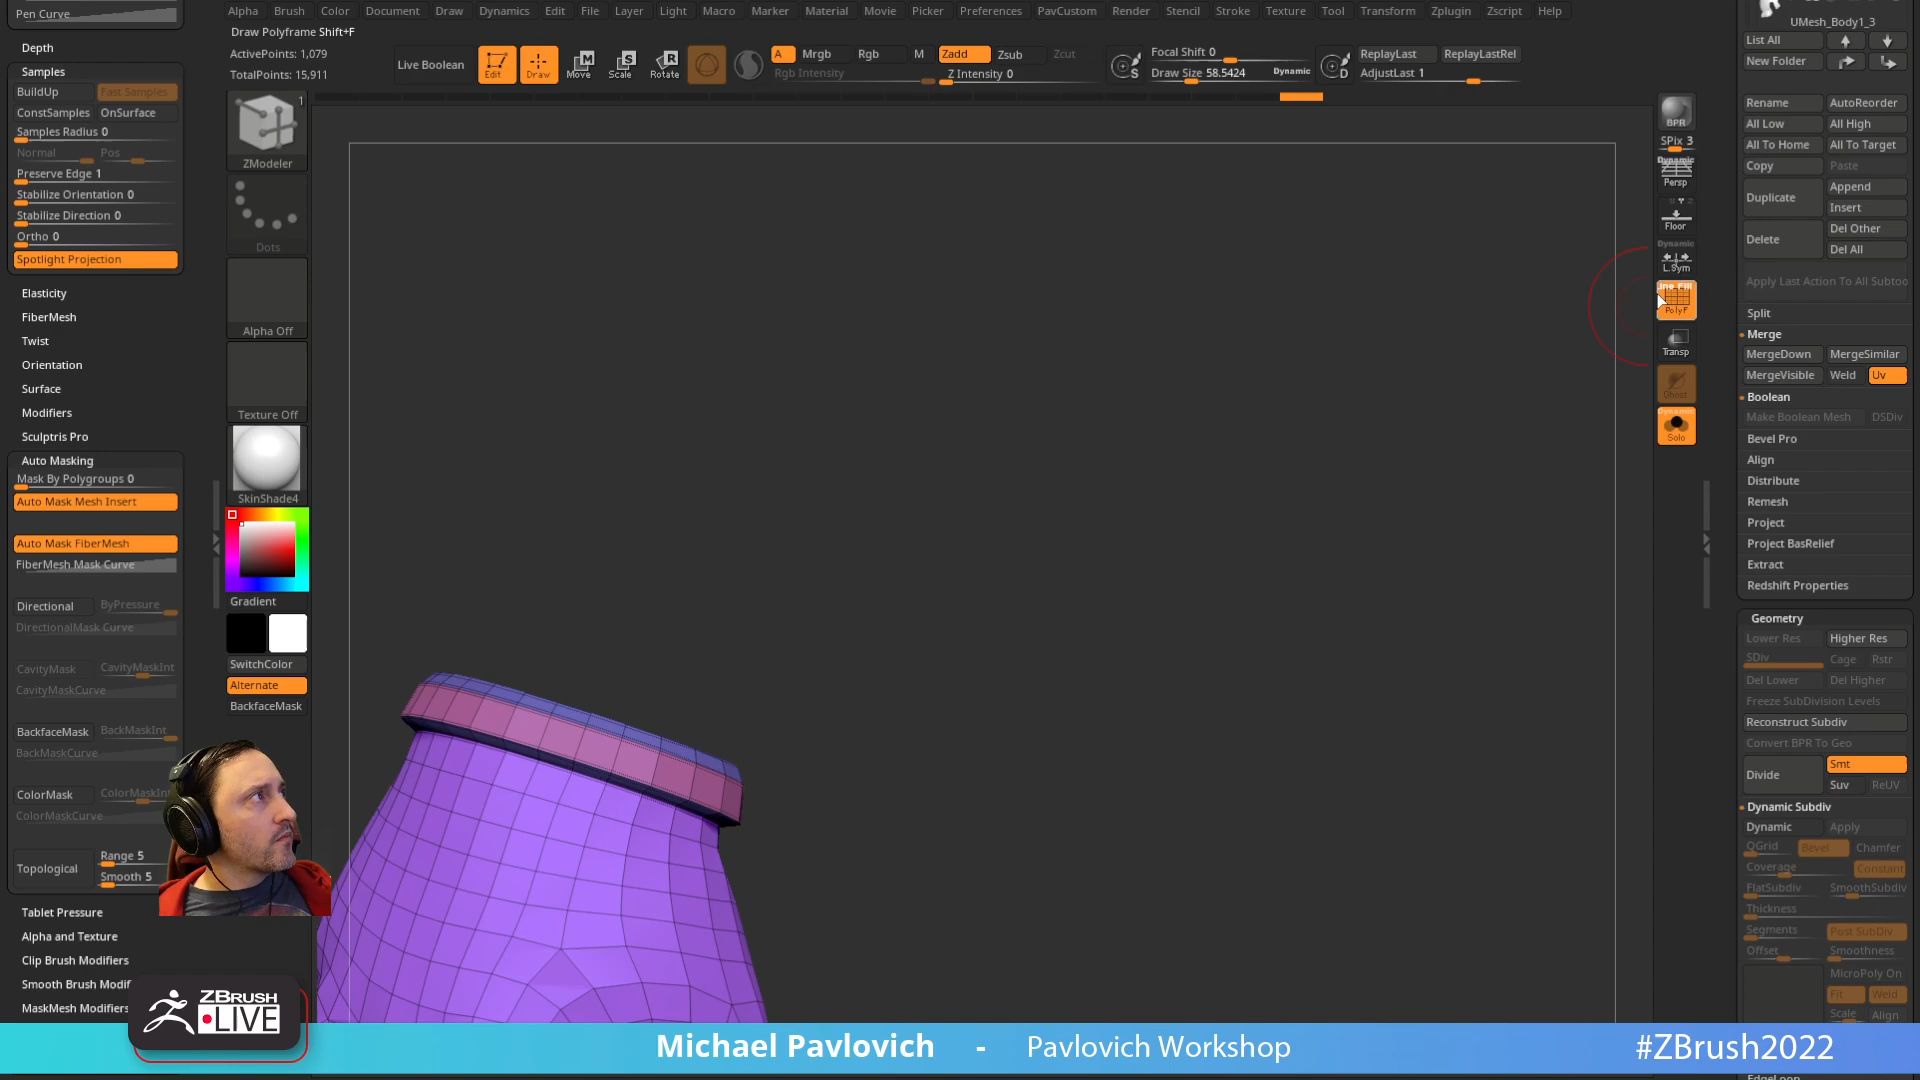 Alpha Brush Color Document Draw Dynamics Edit File Layer Light Macro Marker Material Movie Picker Preferences PavCustom Render Stencil Stroke Texture Tool Transform Zplugin Zscript Help
Draw Polyframe Shift+F
ActivePoints: 1,079
TotalPoints: 15,911
Live Boolean
Edit Draw Move Scale Rotate
A Mrgb Rgb M Zadd Zsub Zcut
Rgb Intensity
Z Intensity 0
Focal Shift 0
Draw Size 58.5424 Dynamic
ReplayLast ReplayLastRel
AdjustLast 1
Pen Curve
Depth
Samples
BuildUp Fast Samples
ConstSamples OnSurface
Samples Radius 0
Normal Pos
Preserve Edge 1
Stabilize Orientation 0
Stabilize Direction 0
Ortho 0
Spotlight Projection
Elasticity
FiberMesh
Twist
Orientation
Surface
Modifiers
Sculptris Pro
Auto Masking
Mask By Polygroups 0
Auto Mask Mesh Insert
Auto Mask FiberMesh
FiberMesh Mask Curve
Directional ByPressure
DirectionalMask Curve
CavityMask CavityMaskInt
CavityMaskCurve
BackfaceMask BackMaskInt
BackMaskCurve
ColorMask ColorMaskIn
ColorMaskCurve
Topological Range 5
Smooth 5
Tablet Pressure
Alpha and Texture
Clip Brush Modifiers
Smooth Brush Modif
MaskMesh Modifiers
1
ZModeler
Dots
Alpha Off
Texture Off
SkinShade4
Gradient
SwitchColor
Alternate
BackfaceMask
BPR
SPix 3
Dynamic
Persp
Floor
Dynamic
L.Sym
Line Fill
PolyF
Transp
Ghost
Dynamic
Solo
UMesh_Body1_3
List All
New Folder
Rename AutoReorder
All Low All High
All To Home All To Target
Copy Paste
Duplicate Append
Insert
Delete Del Other
Del All
Apply Last Action To All Subtoo
Split
Merge
MergeDown MergeSimilar
MergeVisible Weld Uv
Boolean
Make Boolean Mesh DSDiv
Bevel Pro
Align
Distribute
Remesh
Project
Project BasRelief
Extract
Redshift Properties
Geometry
Lower Res Higher Res
SDiv Cage Rstr
Del Lower Del Higher
Freeze SubDivision Levels
Reconstruct Subdiv
Convert BPR To Geo
Divide Smt
Suv ReUV
Dynamic Subdiv
Dynamic Apply
QGrid Bevel Chamfer
Coverage Constant
FlatSubdiv SmoothSubdiv
Thickness
Segments Post SubDiv
Offset Smoothness
MicroPoly On
Fit Weld
Scale Align
EdgeLoop
ZBRUSH
LIVE
Michael Pavlovich - Pavlovich Workshop #ZBrush2022